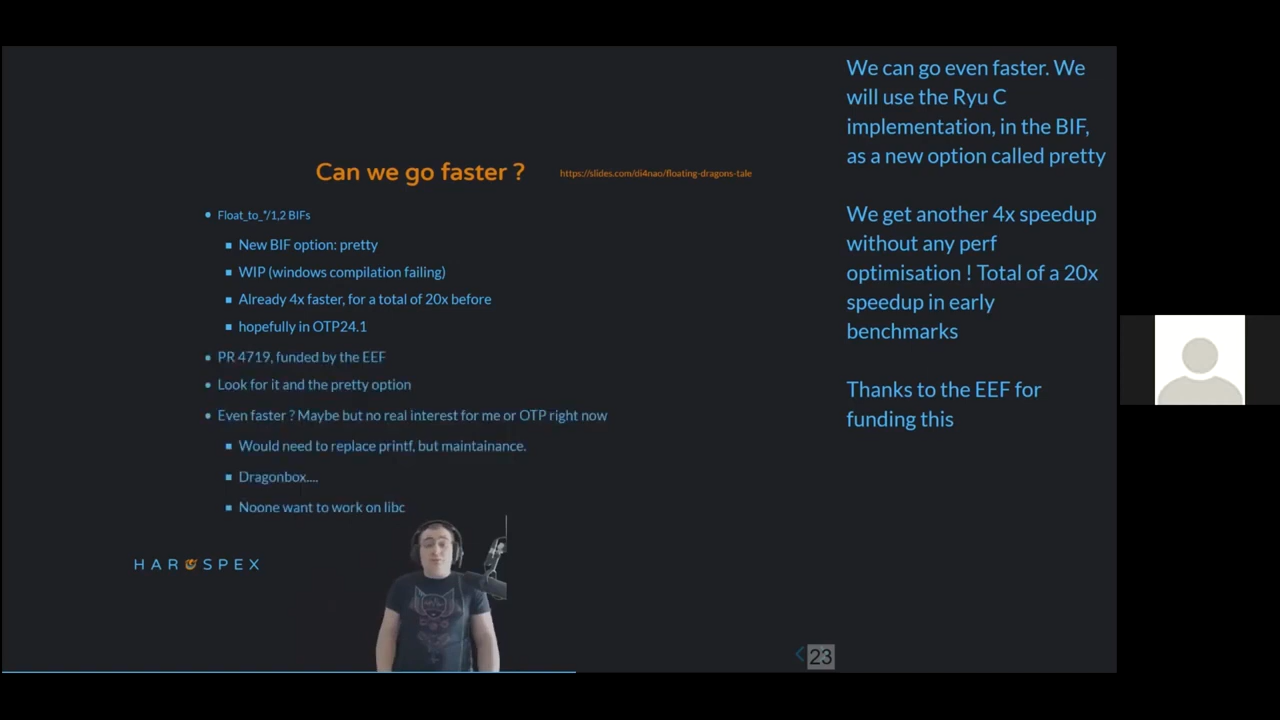 Can we go faster ?
https://slides.com/di4nao/floating-dragons-tale
Float_to_*/1,2 BIFs
New BIF option: pretty
WIP (windows compilation failing)
Already 4x faster, for a total of 20x before
hopefully in OTP24.1
PR 4719, funded by the EEF
Look for it and the pretty option
Even faster ? Maybe but no real interest for me or OTP right now
Would need to replace printf, but maintainance.
Dragonbox....
Noone want to work on libc
HAROSPEX
23
We can go even faster. We
will use the Ryu C
implementation, in the BIF,
as a new option called pretty
We get another 4x speedup
without any perf
optimisation ! Total of a 20x
speedup in early
benchmarks
Thanks to the EEF for
funding this